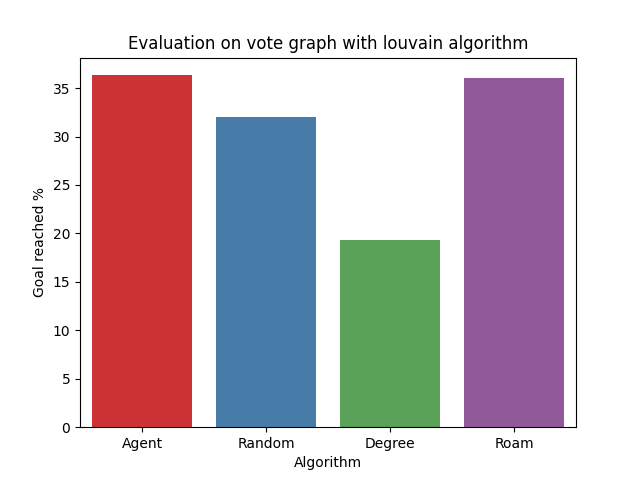 Evaluation on vote graph with louvain algorithm
Goal reached %
35
30
25
20
15
10
5
0
Agent Random Degree Roam
Algorithm